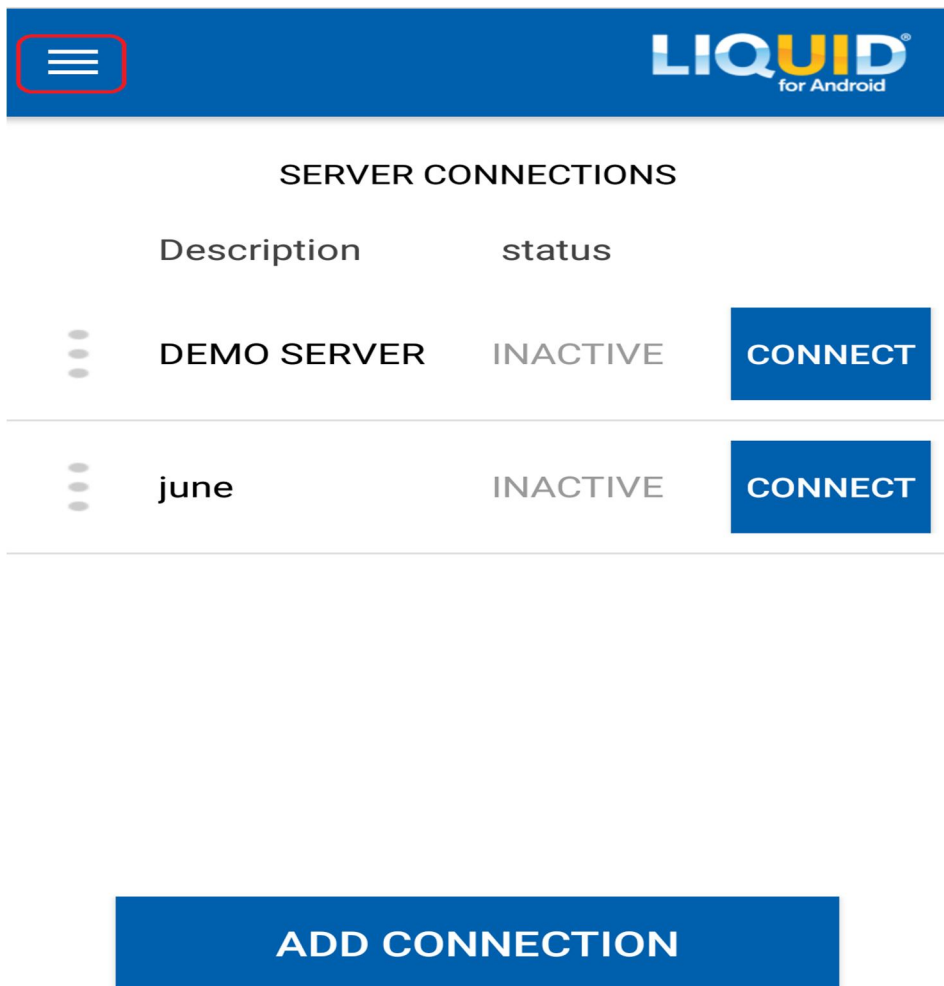 LIQUID®
for Android
SERVER CONNECTIONS
Description status
DEMO SERVER INACTIVE CONNECT
june INACTIVE CONNECT
ADD CONNECTION